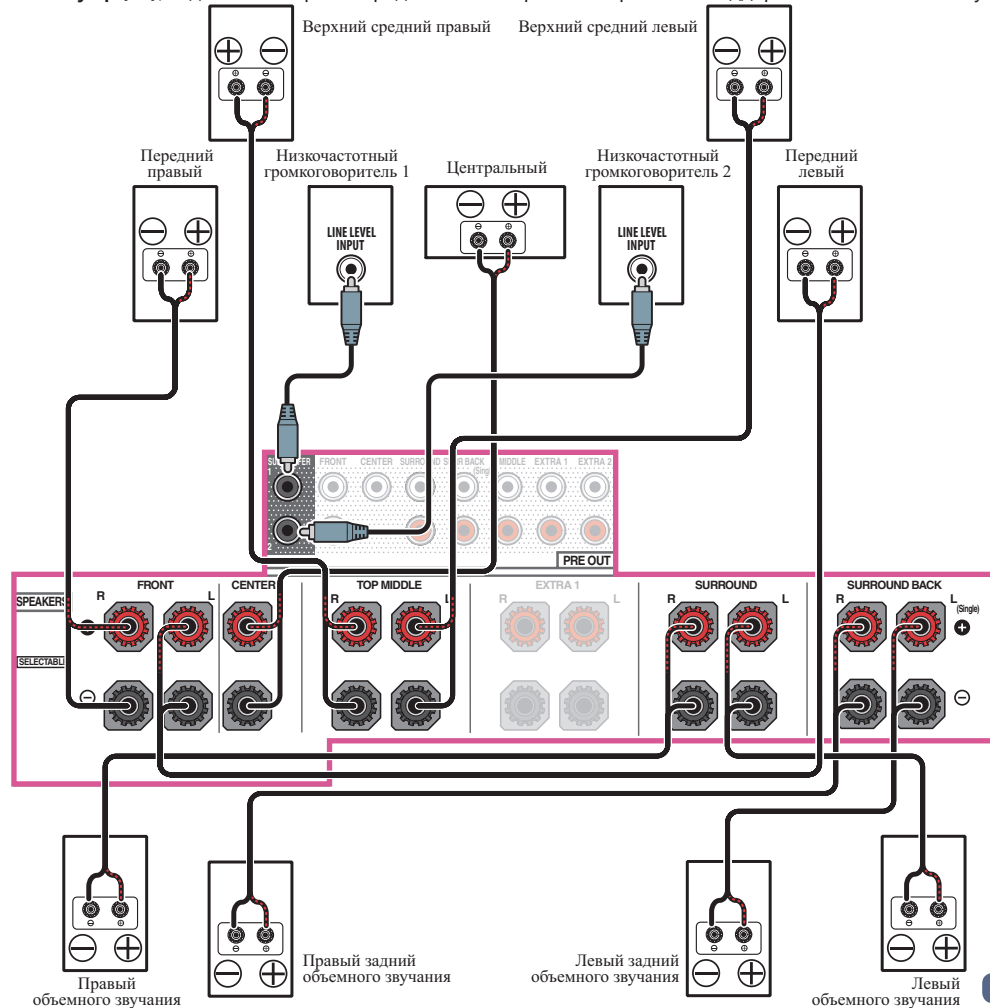 Верхний средний правый
Верхний средний левый
Передний
правый
Низкочастотный
громкоговоритель 1
Центральный
Низкочастотный
громкоговоритель 2
Передний
левый
LINE LEVEL
INPUT
LINE LEVEL
INPUT
FRONT CENTER SURROUND MIDDLE EXTRA 1 EXTRA 2
1
2
PRE OUT
SPEAKERS
FRONT
CENTER
TOP MIDDLE
EXTRA 1
SURROUND
SURROUND BACK
R L R L R L R L R L
(Single)
SELECTABLE
Правый
объемного звучания
Правый задний
объемного звучания
Левый задний
объемного звучания
Левый
объемного звучания